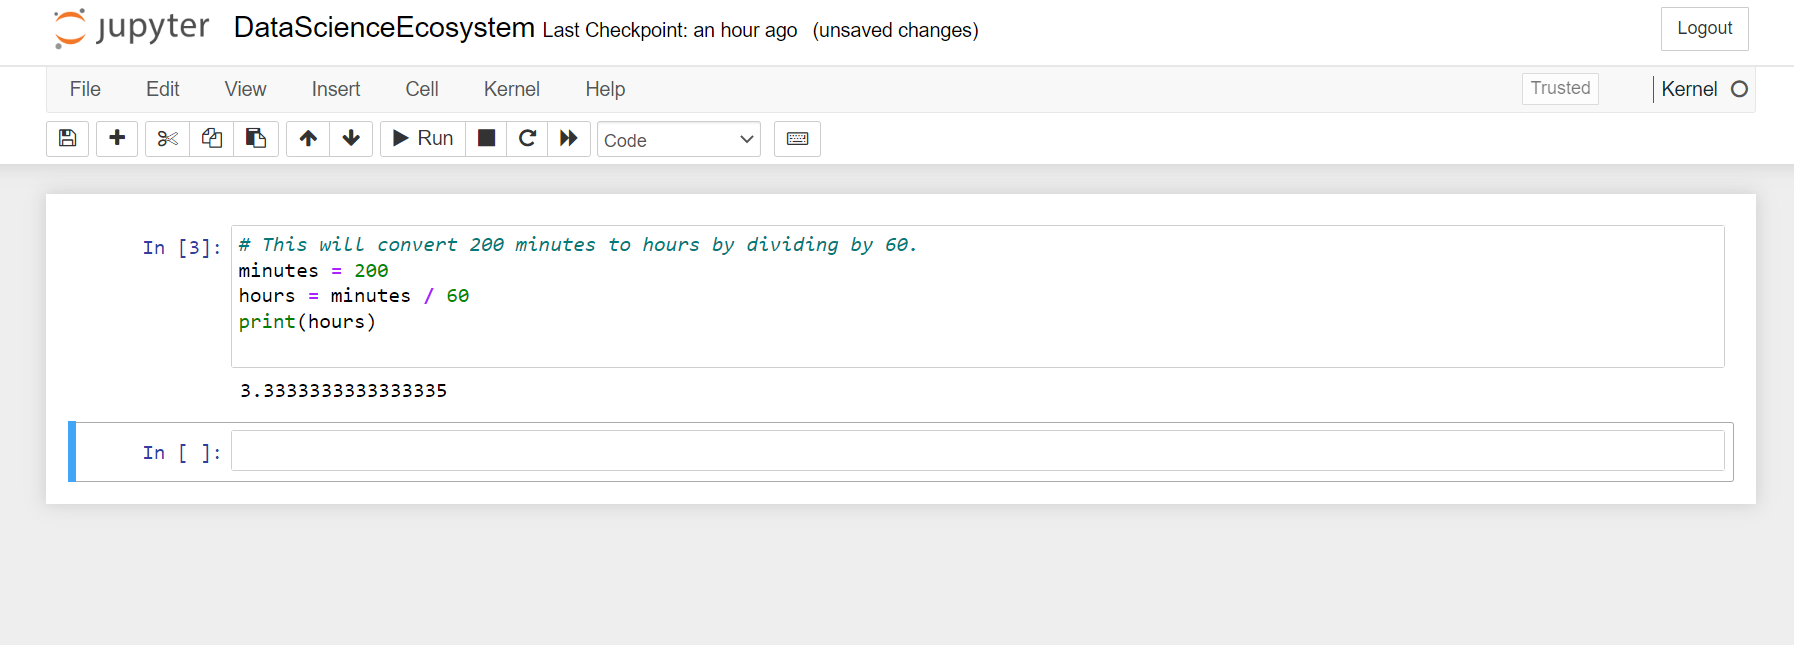 jupyter DataScienceEcosystem Last Checkpoint: an hour ago (unsaved changes) Logout
File Edit View Insert Cell Kernel Help Trusted Kernel
Run Code
In [3]: # This will convert 200 minutes to hours by dividing by 60.
minutes = 200
hours = minutes / 60
print(hours)
3.3333333333333335
In [ ]: